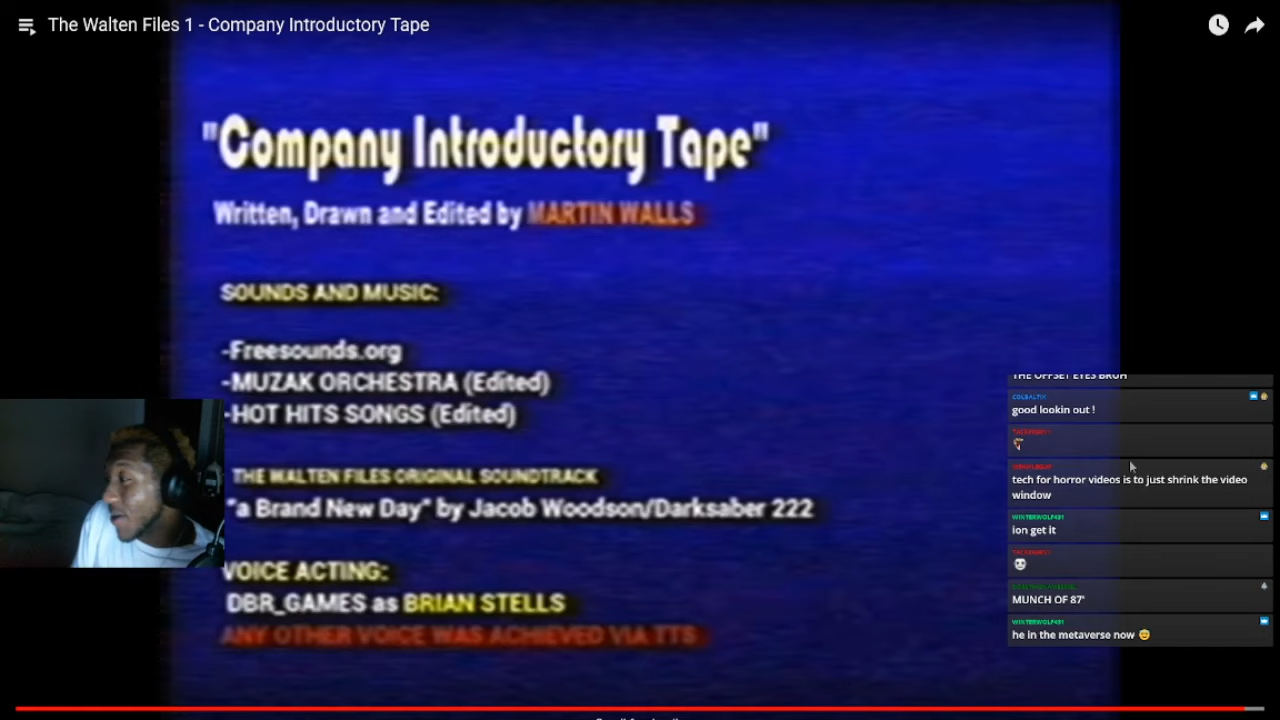 The Walten Files 1 - Company Introductory Tape
"Company Introductory Tape"
Written, Drawn and Edited by MARTIN WALLS
SOUNDS AND MUSIC:
-Freesounds.org
-MUZAK ORCHESTRA (Edited)
-HOT HITS SONGS (Edited)
THE WALTEN FILES ORIGINAL SOUNDTRACK
"a Brand New Day" by Jacob Woodson/Darksaber 222
VOICE ACTING:
DBR_GAMES as BRIAN STELLS
ANY OTHER VOICE WAS ACHIEVED VIA TTS
THE OFFSET EYES BRUH
COLBALTIX
good lookin out !
tech for horror videos is to just shrink the video
window
WINTERWOLF491
ion get it
MUNCH OF 87'
WINTERWOLF491
he in the metaverse now 😅